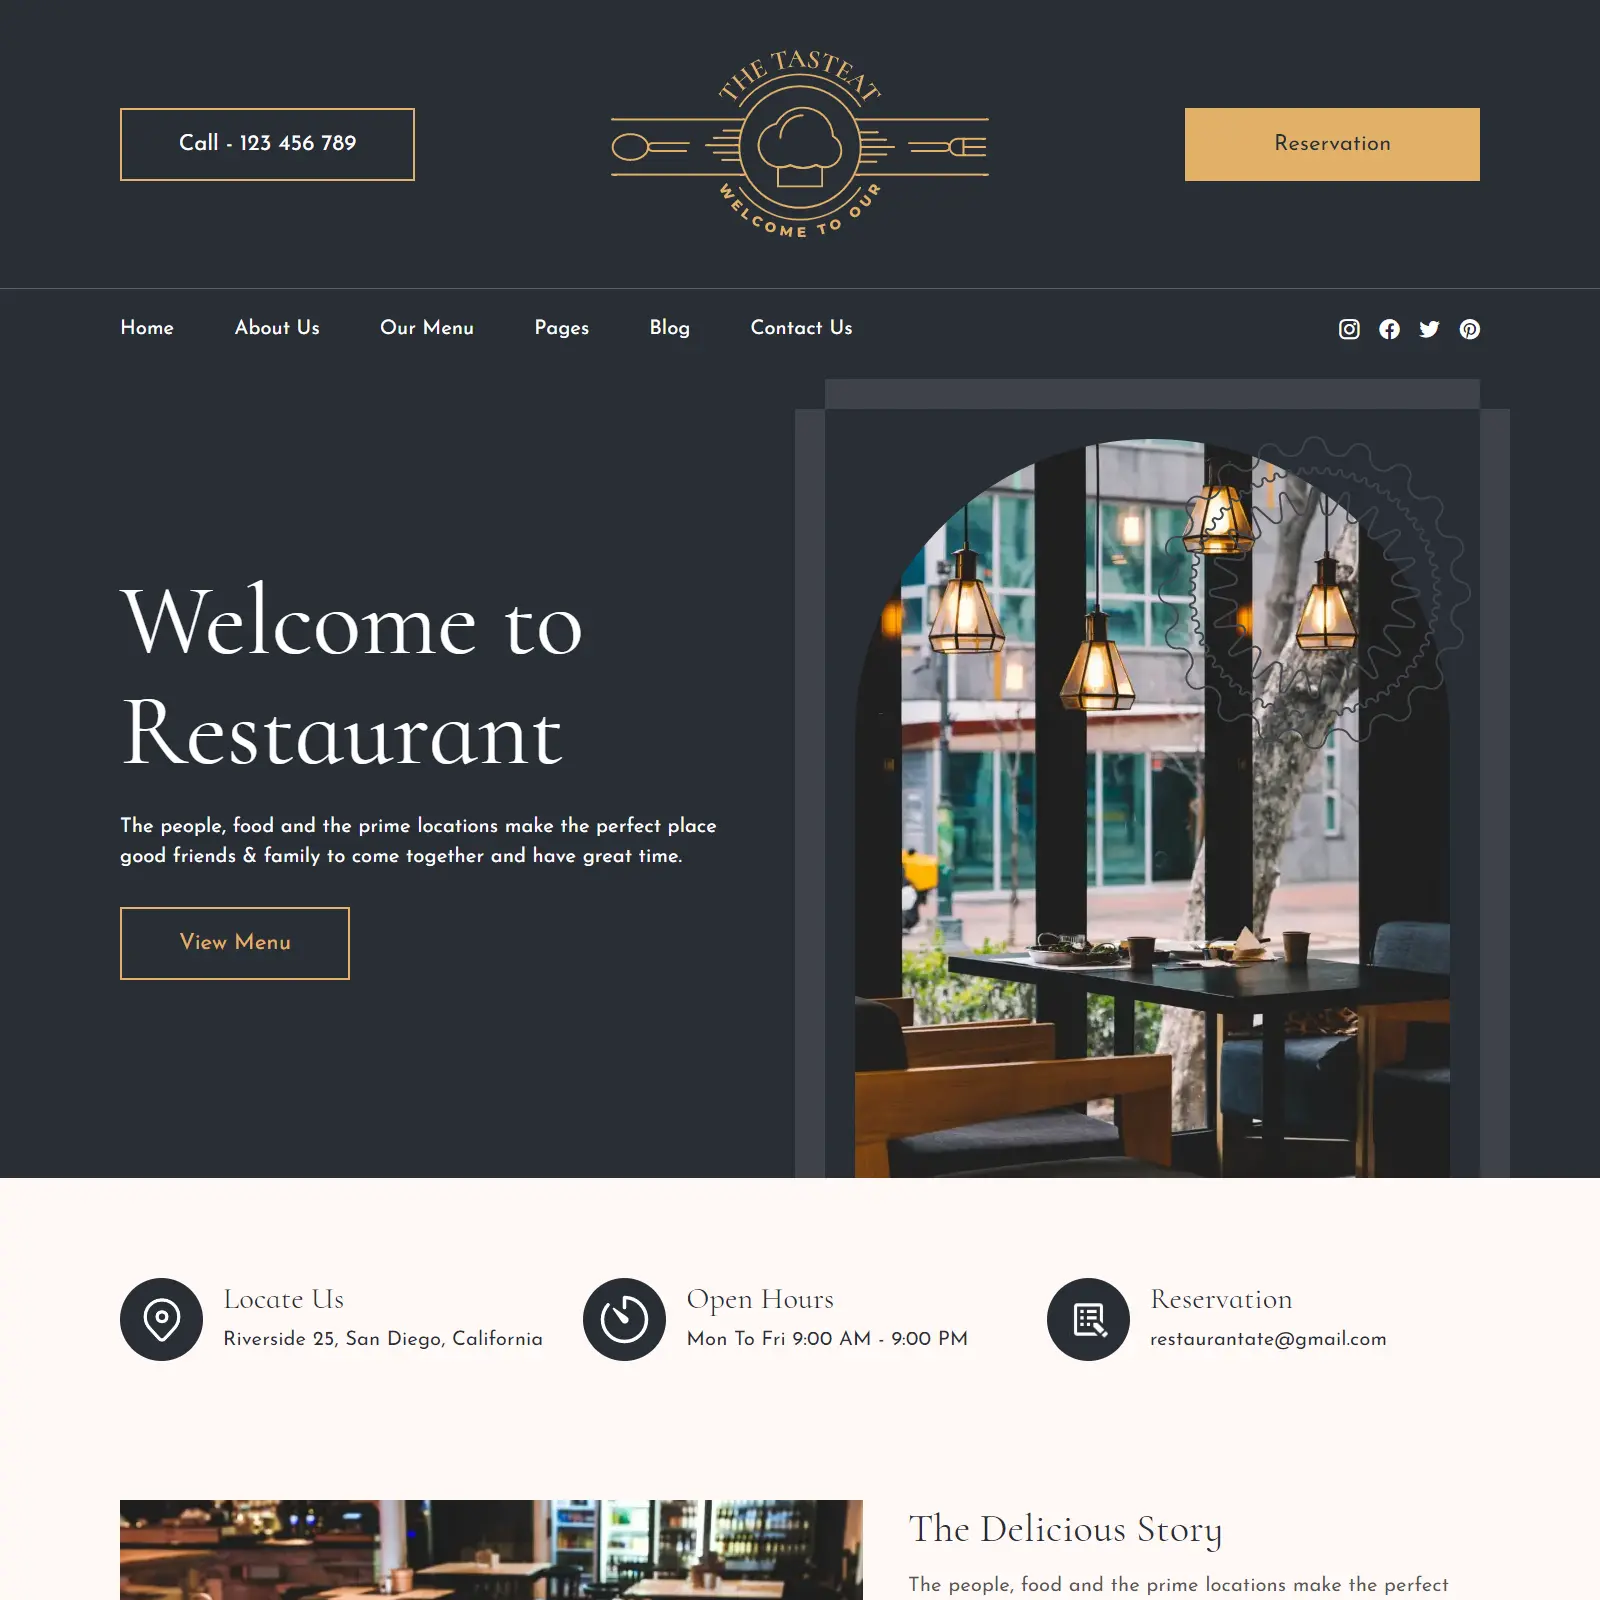 Call - 123 456 789
THE TASTEAT
WELCOME TO OUR
Reservation
Home
About Us
Our Menu
Pages
Blog
Contact Us
Welcome to
Restaurant
The people, food and the prime locations make the perfect place
good friends & family to come together and have great time.
View Menu
Locate Us
Riverside 25, San Diego, California
Open Hours
Mon To Fri 9:00 AM - 9:00 PM
Reservation
restaurantate@gmail.com
The Delicious Story
The people, food and the prime locations make the perfect